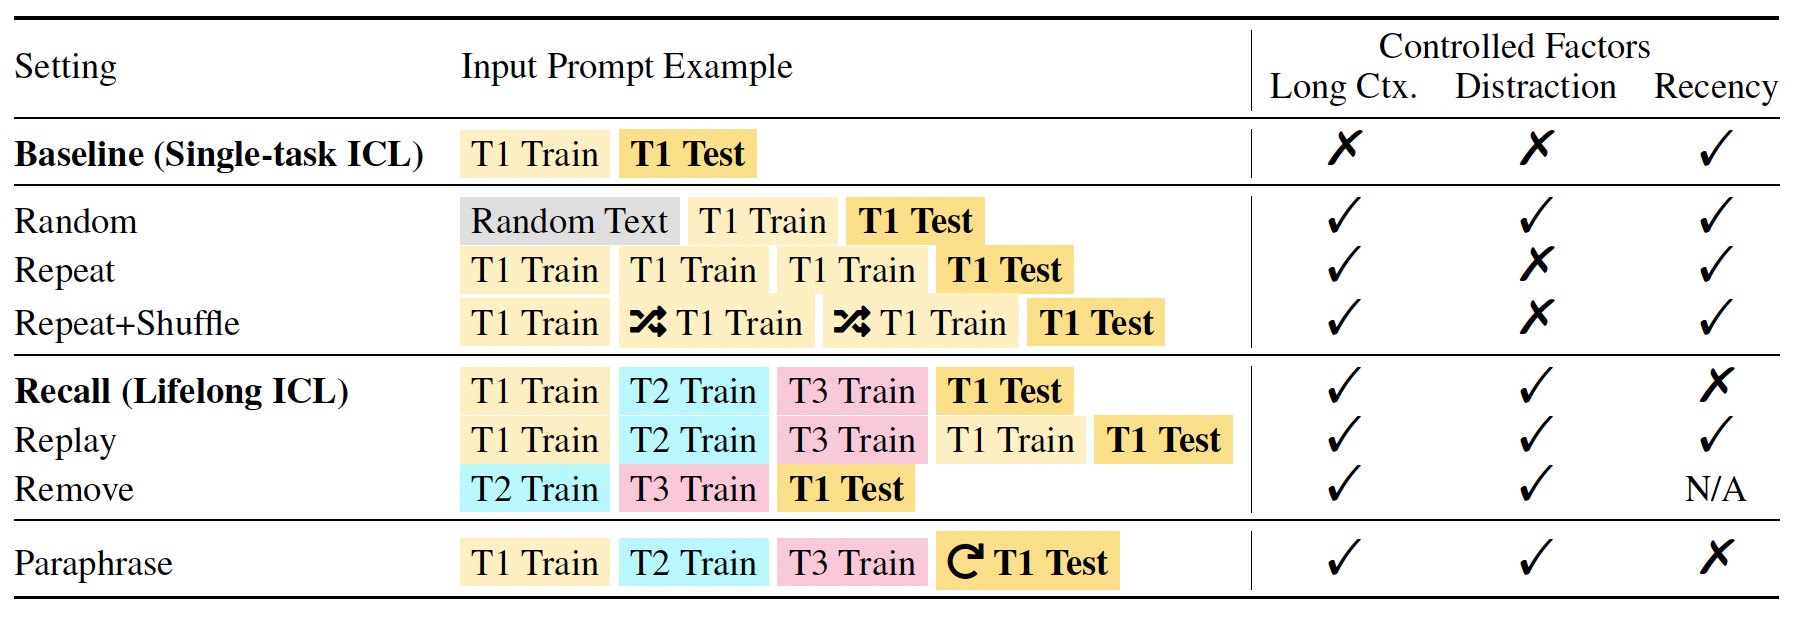 Setting Input Prompt Example Controlled Factors
Long Ctx. Distraction Recency
Baseline (Single-task ICL) T1 Train T1 Test ✗ ✗ ✓
Random Random Text T1 Train T1 Test ✓ ✓ ✓
Repeat T1 Train T1 Train T1 Train T1 Test ✓ ✗ ✓
Repeat+Shuffle T1 Train T1 Train T1 Train T1 Test ✓ ✗ ✓
Recall (Lifelong ICL) T1 Train T2 Train T3 Train T1 Test ✓ ✓ ✗
Replay T1 Train T2 Train T3 Train T1 Train T1 Test ✓ ✓ ✓
Remove T2 Train T3 Train T1 Test ✓ ✓ N/A
Paraphrase T1 Train T2 Train T3 Train T1 Test ✓ ✓ ✗